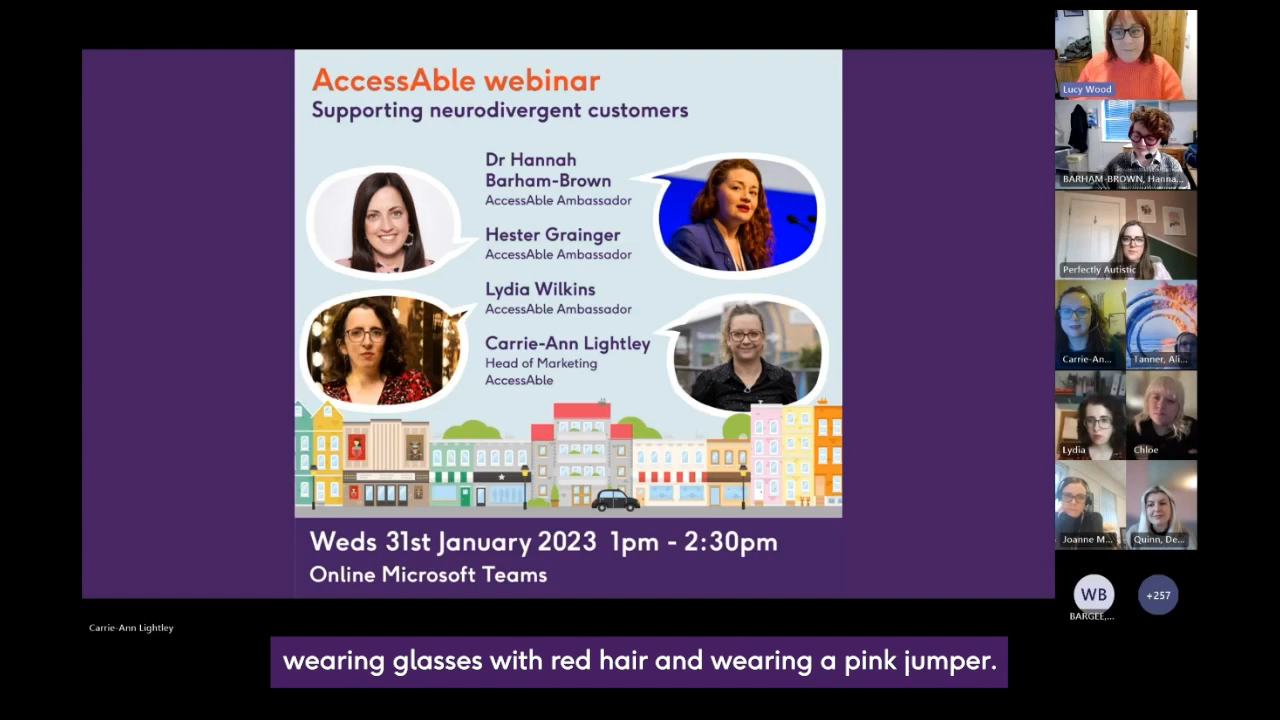 AccessAble webinar
Supporting neurodivergent customers
Dr Hannah
Barham-Brown
AccessAble Ambassador
Hester Grainger
AccessAble Ambassador
Lydia Wilkins
AccessAble Ambassador
Carrie-Ann Lightley
Head of Marketing
AccessAble
Weds 31st January 2023 1pm - 2:30pm
Online Microsoft Teams
Carrie-Ann Lightley
wearing glasses with red hair and wearing a pink jumper.
Lucy Wood
BARHAM-BROWN, Hanna...
Perfectly Autistic
Carrie-An...
Tanner, Ali...
Lydia
Chloe
Joanne M...
Quinn, De...
WB
BARGEE,...
+257